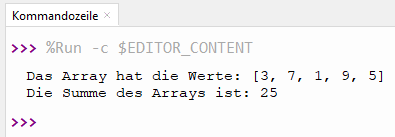 Kommandozeile ×
>>> %Run -c $EDITOR_CONTENT
Das Array hat die Werte: [3, 7, 1, 9, 5]
Die Summe des Arrays ist: 25
>>>